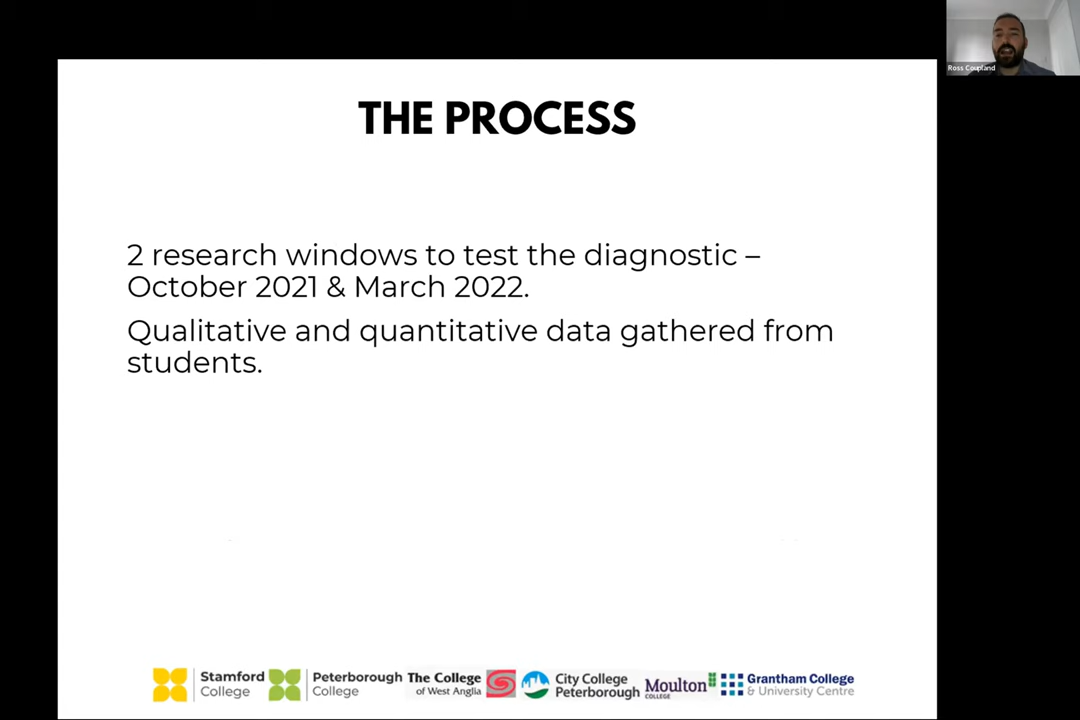 Ross Coupland
THE PROCESS
2 research windows to test the diagnostic –
October 2021 & March 2022.
Qualitative and quantitative data gathered from
students.
Stamford
College
Peterborough
College
The College
of West Anglia
City College
Peterborough
Moulton
COLLEGE
Grantham College
& University Centre